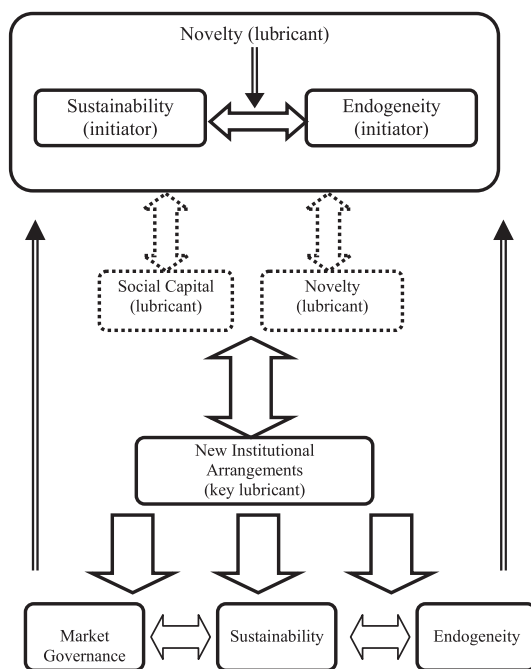 Novelty (lubricant)
Sustainability
(initiator)
Endogeneity
(initiator)
Social Capital
(lubricant)
Novelty
(lubricant)
New Institutional
Arrangements
(key lubricant)
Market
Governance
Sustainability
Endogeneity